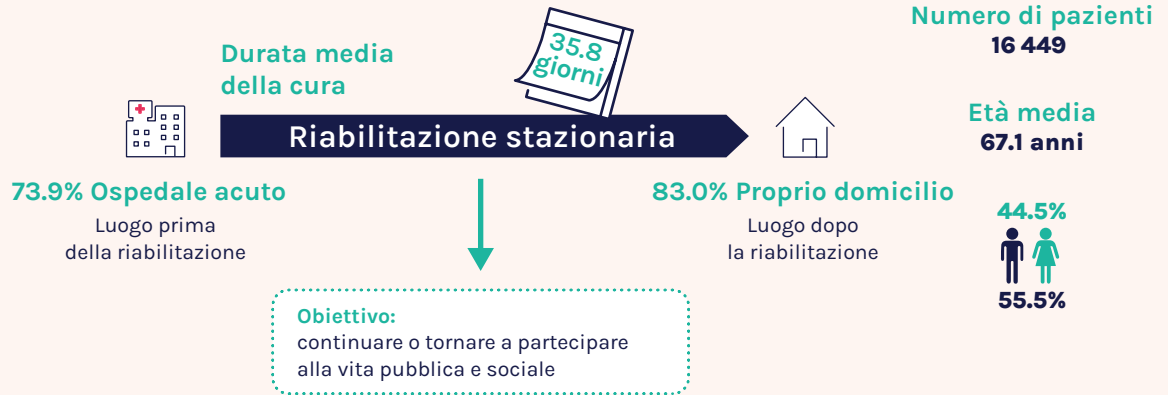 Durata media
della cura
35.8
giorni
Riabilitazione stazionaria
73.9% Ospedale acuto
Luogo prima
della riabilitazione
83.0% Proprio domicilio
Luogo dopo
la riabilitazione
Obiettivo:
continuare o tornare a partecipare
alla vita pubblica e sociale
Numero di pazienti
16 449
Età media
67.1 anni
44.5%
55.5%